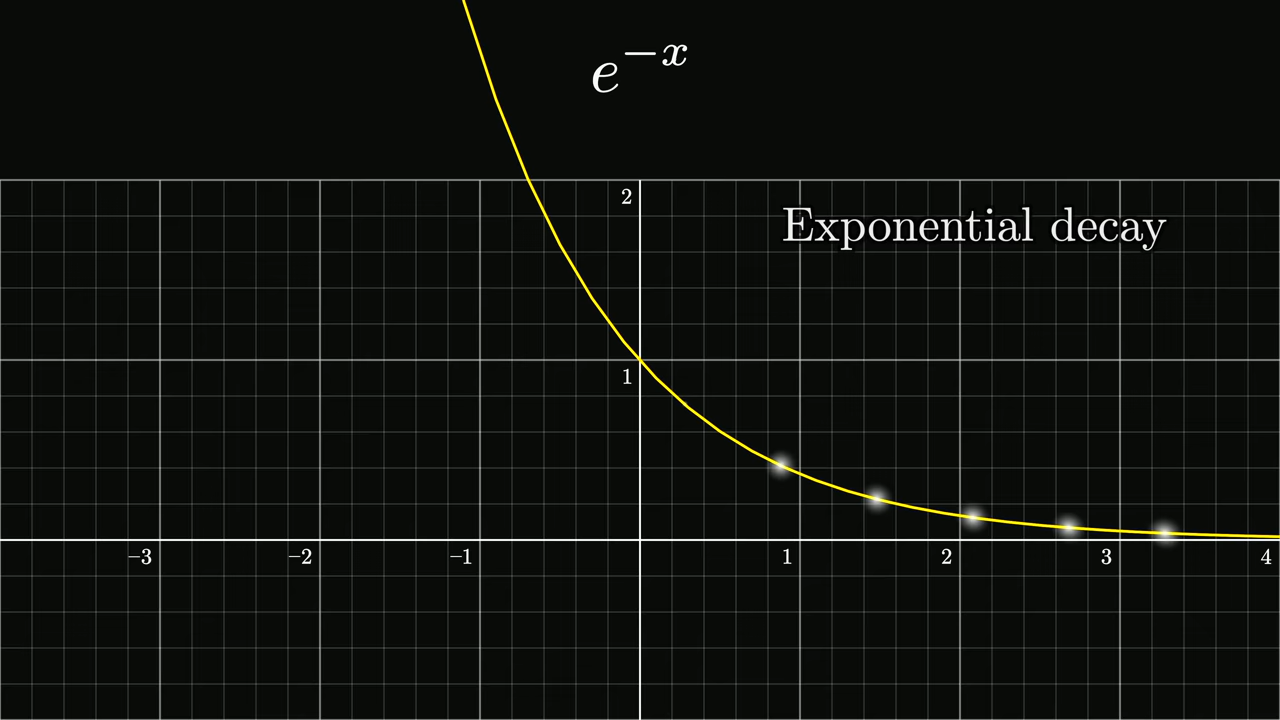 e^{−x}
2
Exponential decay
1
−3 −2 −1 1 2 3 4